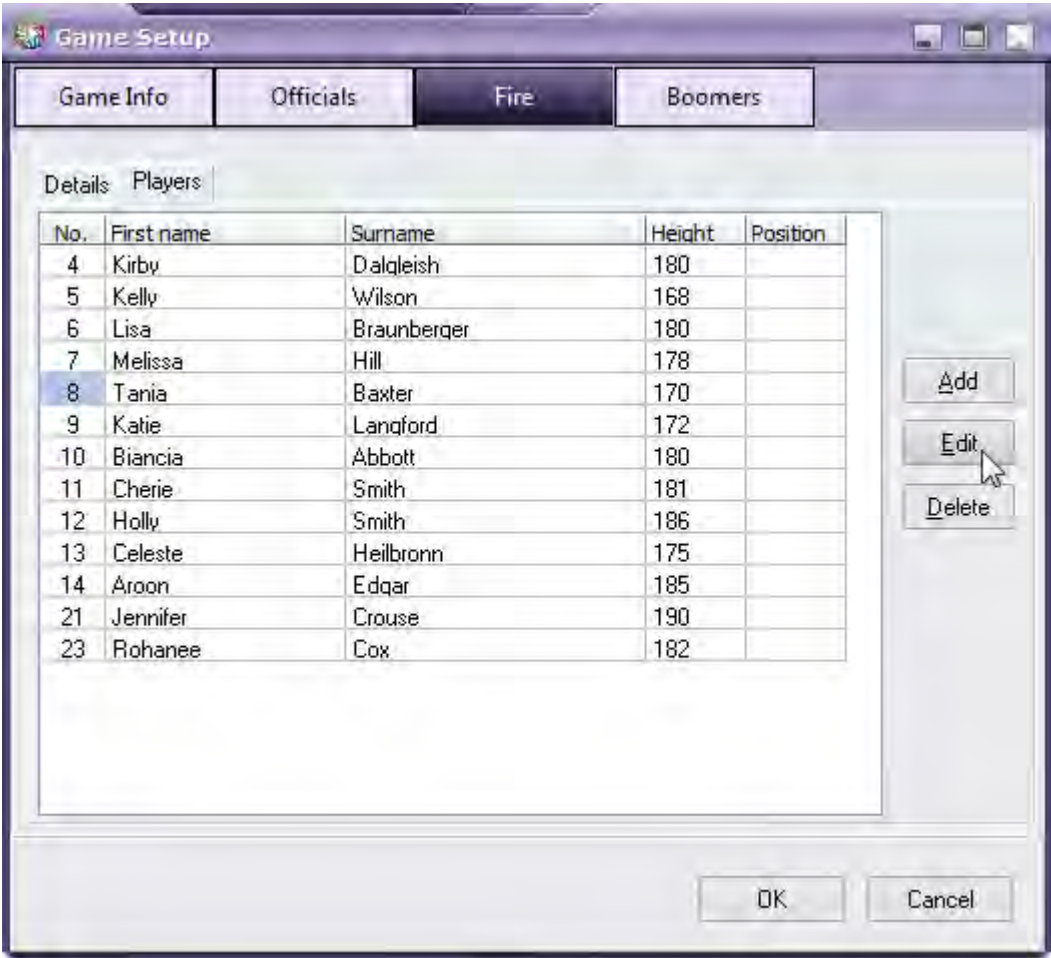 Game Setup
Game Info Officials Fire Boomers
Details Players
No. First name Surname Height Position
4 Kirby Dalgleish 180
5 Kelly Wilson 168
6 Lisa Braunberger 180
7 Melissa Hill 178
8 Tania Baxter 170
9 Katie Langford 172
10 Biancia Abbott 180
11 Cherie Smith 181
12 Holly Smith 186
13 Celeste Heilbronn 175
14 Aroon Edgar 185
21 Jennifer Crouse 190
23 Rohanee Cox 182
Add
Edit
Delete
OK Cancel